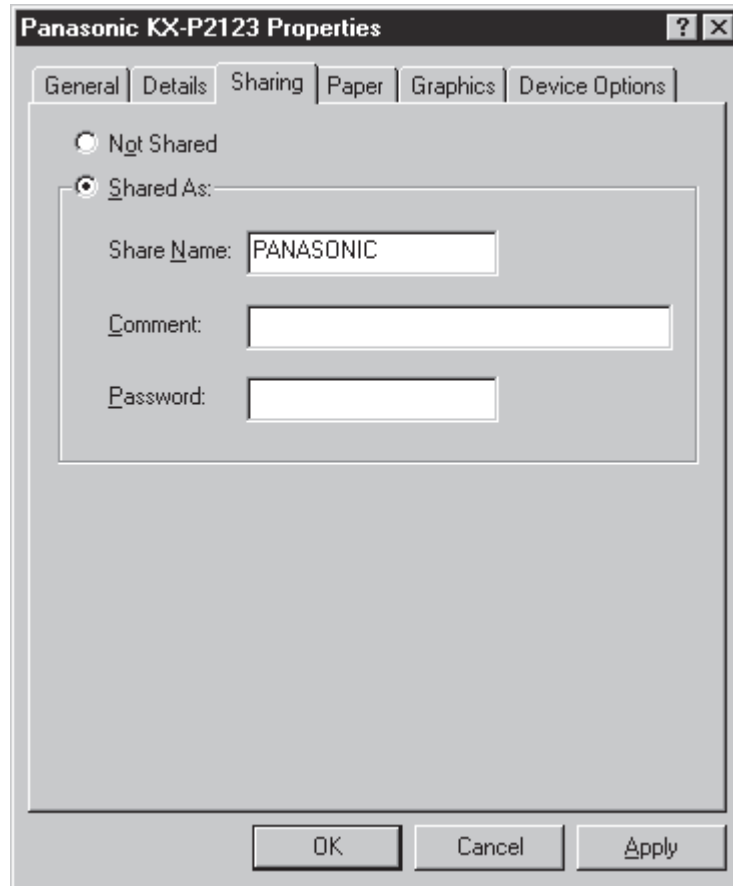 Panasonic KX-P2123 Properties ? X
General Details Sharing Paper Graphics Device Options
Not Shared
Shared As:
Share Name: PANASONIC
Comment:
Password:
OK Cancel Apply